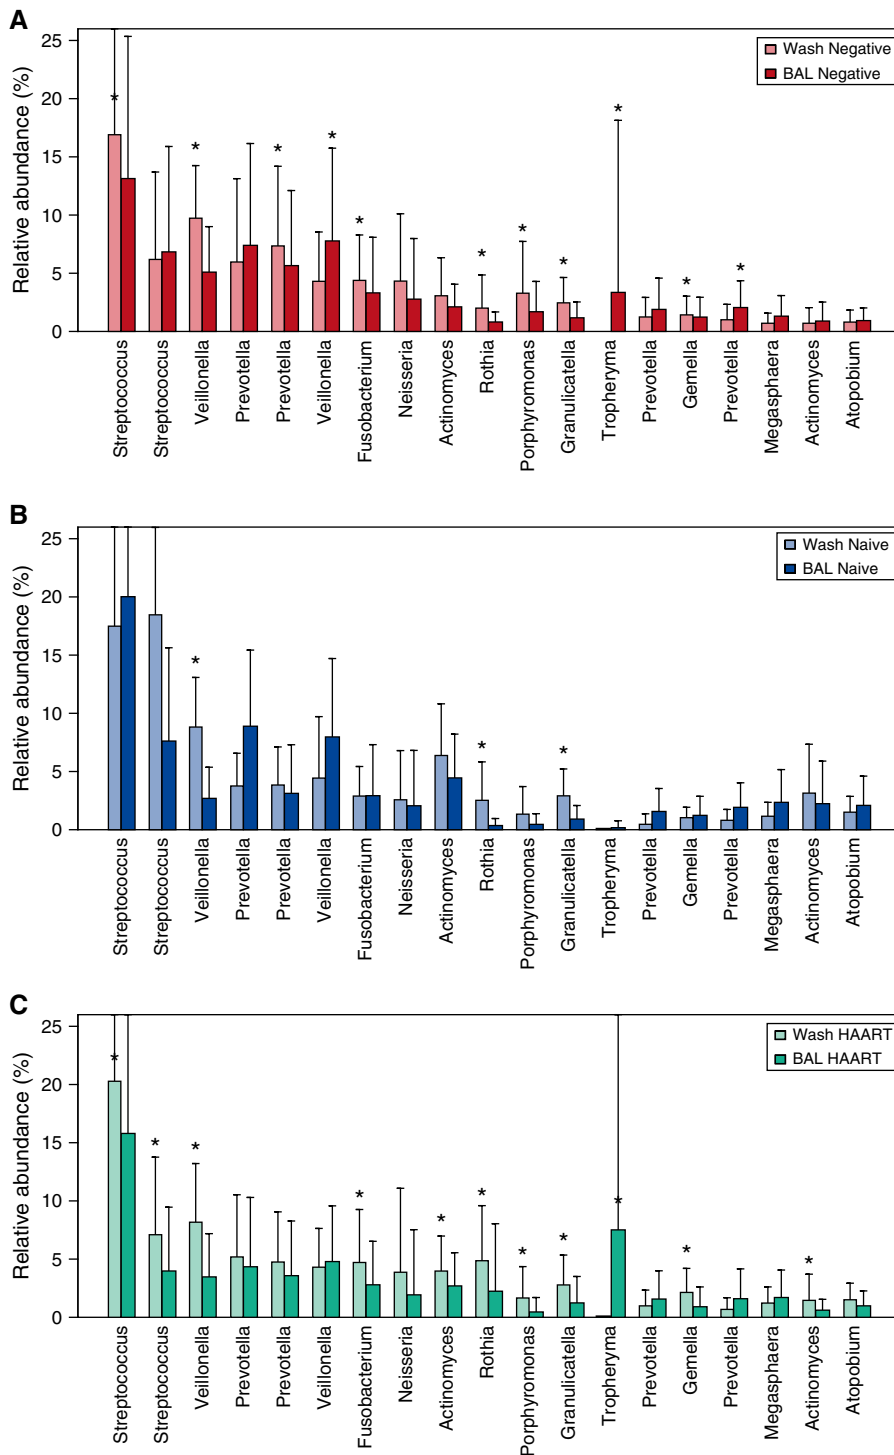 A
Relative abundance (%)
25
20
15
10
5
0
Wash Negative
BAL Negative
*
*
*
*
*
*
*
*
*
*
*
Streptococcus
Streptococcus
Veillonella
Prevotella
Prevotella
Veillonella
Fusobacterium
Neisseria
Actinomyces
Rothia
Porphyromonas
Granulicatella
Tropheryma
Prevotella
Gemella
Prevotella
Megasphaera
Actinomyces
Atopobium
B
Relative abundance (%)
25
20
15
10
5
0
Wash Naive
BAL Naive
*
*
*
Streptococcus
Streptococcus
Veillonella
Prevotella
Prevotella
Veillonella
Fusobacterium
Neisseria
Actinomyces
Rothia
Porphyromonas
Granulicatella
Tropheryma
Prevotella
Gemella
Prevotella
Megasphaera
Actinomyces
Atopobium
C
Relative abundance (%)
25
20
15
10
5
0
Wash HAART
BAL HAART
*
*
*
*
*
*
*
*
*
*
*
Streptococcus
Streptococcus
Veillonella
Prevotella
Prevotella
Veillonella
Fusobacterium
Neisseria
Actinomyces
Rothia
Porphyromonas
Granulicatella
Tropheryma
Prevotella
Gemella
Prevotella
Megasphaera
Actinomyces
Atopobium